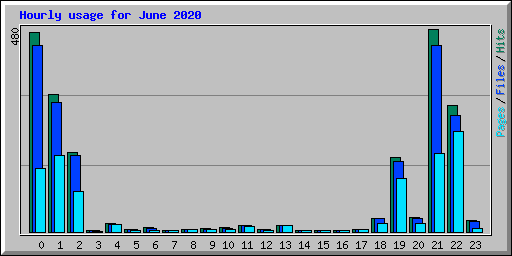 Hourly usage for June 2020
480
Pages / Files / Hits
0 1 2 3 4 5 6 7 8 9 10 11 12 13 14 15 16 17 18 19 20 21 22 23